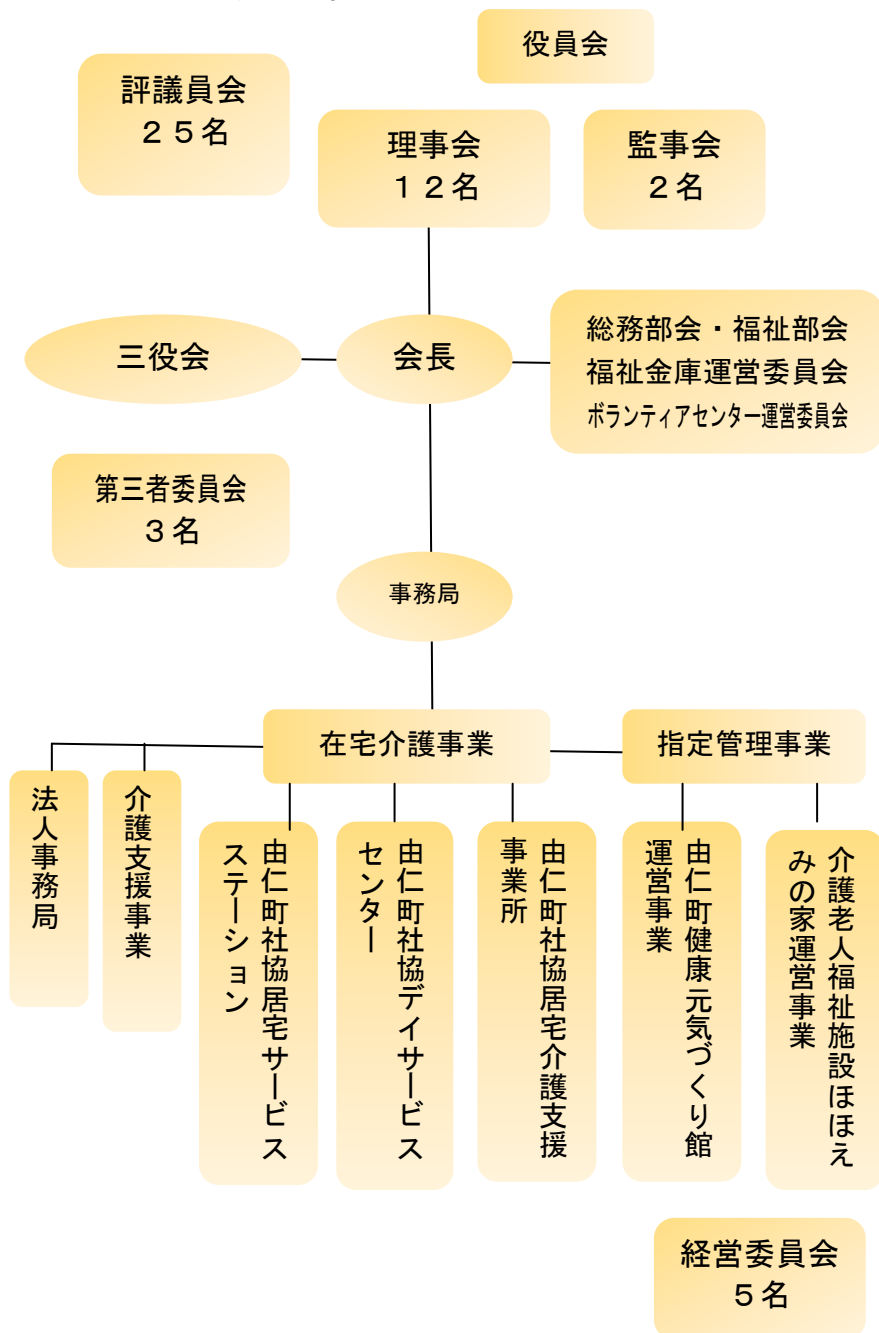 役員会
評議員会
２５名
理事会
１２名
監事会
２名
三役会
会長
総務部会・福祉部会
福祉金庫運営委員会
ボランティアセンター運営委員会
第三者委員会
３名
事務局
在宅介護事業
指定管理事業
法人事務局
介護支援事業
由仁町社協居宅サービス
ステーション
由仁町社協デイサービス
センター
由仁町社協居宅介護支援
事業所
由仁町健康元気づくり館
運営事業
介護老人福祉施設ほほえ
みの家運営事業
経営委員会
５名